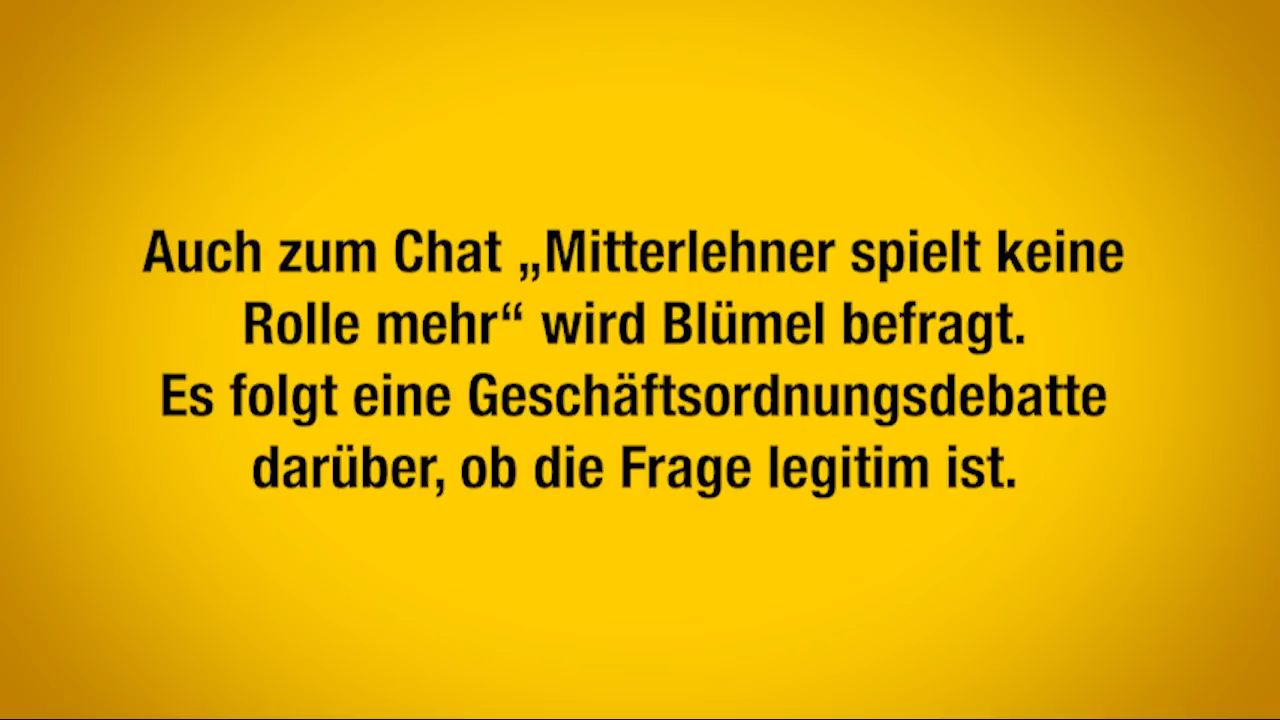 Auch zum Chat „Mitterlehner spielt keine
Rolle mehr“ wird Blümel befragt.
Es folgt eine Geschäftsordnungsdebatte
darüber, ob die Frage legitim ist.